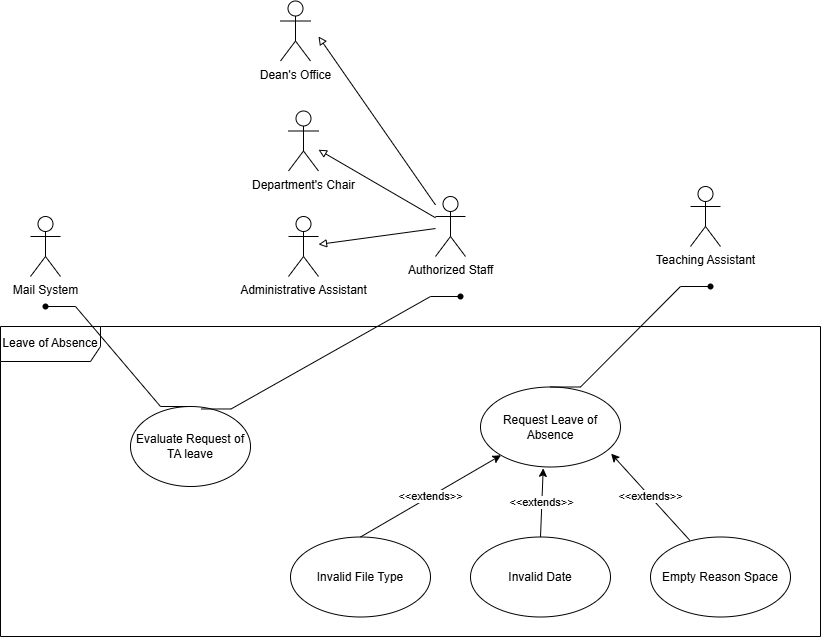 Dean's Office
Department's Chair
Administrative Assistant
Authorized Staff
Teaching Assistant
Mail System
Leave of Absence
Evaluate Request of
TA leave
Request Leave of
Absence
<<extends>>
<<extends>>
<<extends>>
Invalid File Type
Invalid Date
Empty Reason Space